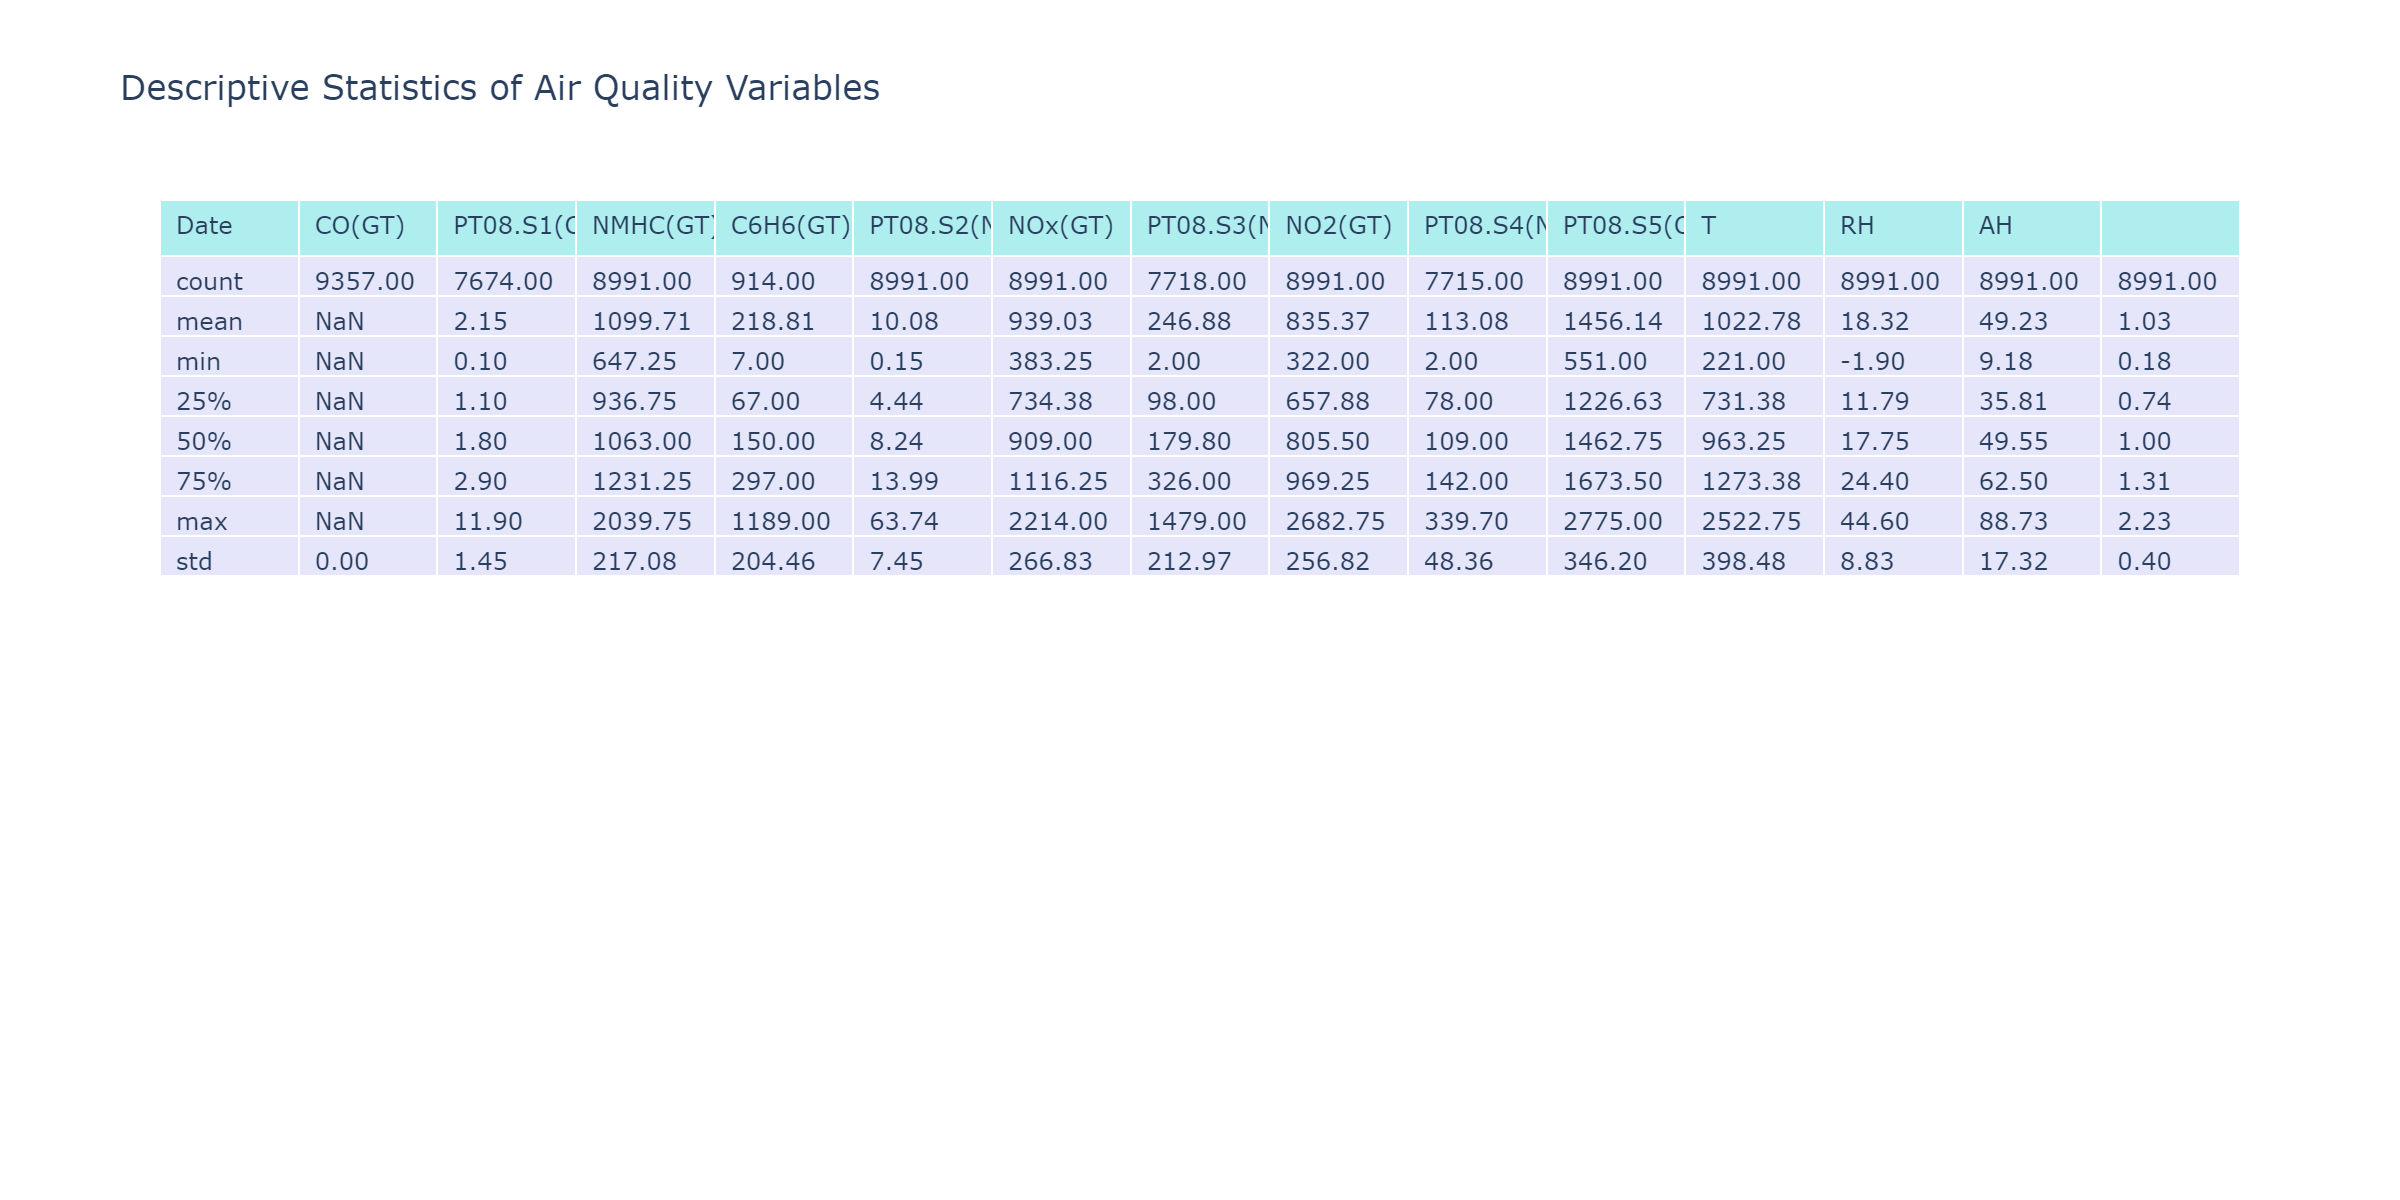 Descriptive Statistics of Air Quality Variables
Date CO(GT) PT08.S1(C NMHC(GT) C6H6(GT) PT08.S2(N NOx(GT) PT08.S3(N NO2(GT) PT08.S4(N PT08.S5(O T RH AH
count 9357.00 7674.00 8991.00 914.00 8991.00 8991.00 7718.00 8991.00 7715.00 8991.00 8991.00 8991.00 8991.00 8991.00
mean NaN 2.15 1099.71 218.81 10.08 939.03 246.88 835.37 113.08 1456.14 1022.78 18.32 49.23 1.03
min NaN 0.10 647.25 7.00 0.15 383.25 2.00 322.00 2.00 551.00 221.00 -1.90 9.18 0.18
25% NaN 1.10 936.75 67.00 4.44 734.38 98.00 657.88 78.00 1226.63 731.38 11.79 35.81 0.74
50% NaN 1.80 1063.00 150.00 8.24 909.00 179.80 805.50 109.00 1462.75 963.25 17.75 49.55 1.00
75% NaN 2.90 1231.25 297.00 13.99 1116.25 326.00 969.25 142.00 1673.50 1273.38 24.40 62.50 1.31
max NaN 11.90 2039.75 1189.00 63.74 2214.00 1479.00 2682.75 339.70 2775.00 2522.75 44.60 88.73 2.23
std 0.00 1.45 217.08 204.46 7.45 266.83 212.97 256.82 48.36 346.20 398.48 8.83 17.32 0.40